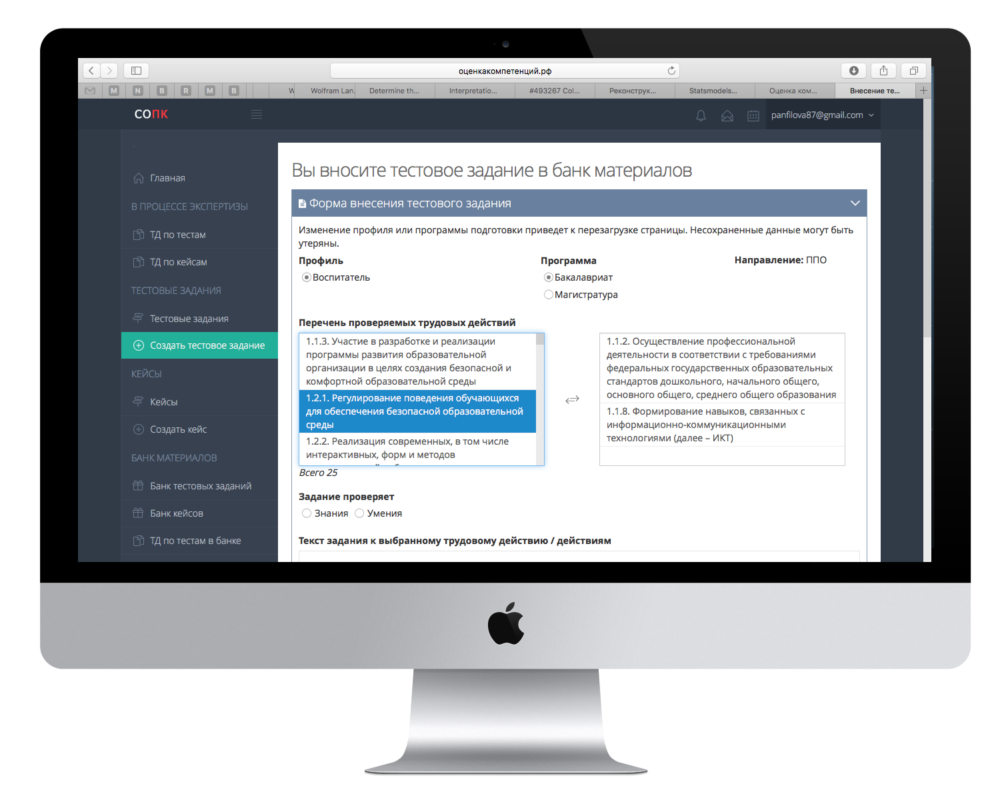 оценкакомпетенций.рф
M N B R M B W Wolfram Lan. Determine th... Interpretatio... #493267 Col... Реконструк... Statsmodels... Оценка ком... Внесение те...
СОПК
panfilova87@gmail.com
Главная
В ПРОЦЕССЕ ЭКСПЕРТИЗЫ
ТД по тестам
ТД по кейсам
ТЕСТОВЫЕ ЗАДАНИЯ
Тестовые задания
Создать тестовое задание
КЕЙСЫ
Кейсы
Создать кейс
БАНК МАТЕРИАЛОВ
Банк тестовых заданий
Банк кейсов
ТД по тестам в банке
Вы вносите тестовое задание в банк материалов
Форма внесения тестового задания
Изменение профиля или программы подготовки приведет к перезагрузке страницы. Несохраненные данные могут быть
утеряны.
Профиль
Воспитатель
Программа
Бакалавриат
Магистратура
Направление: ППО
Перечень проверяемых трудовых действий
1.1.3. Участие в разработке и реализации
программы развития образовательной
организации в целях создания безопасной и
комфортной образовательной среды
1.2.1. Регулирование поведения обучающихся
для обеспечения безопасной образовательной
среды
1.2.2. Реализация современных, в том числе
интерактивных, форм и методов
1.1.2. Осуществление профессиональной
деятельности в соответствии с требованиями
федеральных государственных образовательных
стандартов дошкольного, начального общего,
основного общего, среднего общего образования
1.1.8. Формирование навыков, связанных с
информационно-коммуникационными
технологиями (далее – ИКТ)
Всего 25
Задание проверяет
Знания Умения
Текст задания к выбранному трудовому действию / действиям